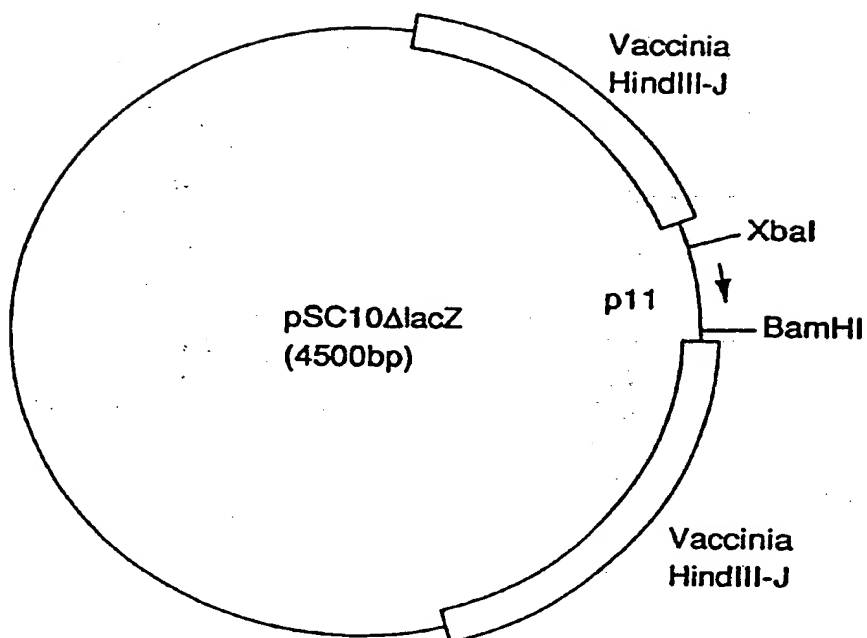 Vaccinia
HindIII-J
XbaI
p11
BamHI
pSC10ΔlacZ
(4500bp)
Vaccinia
HindIII-J